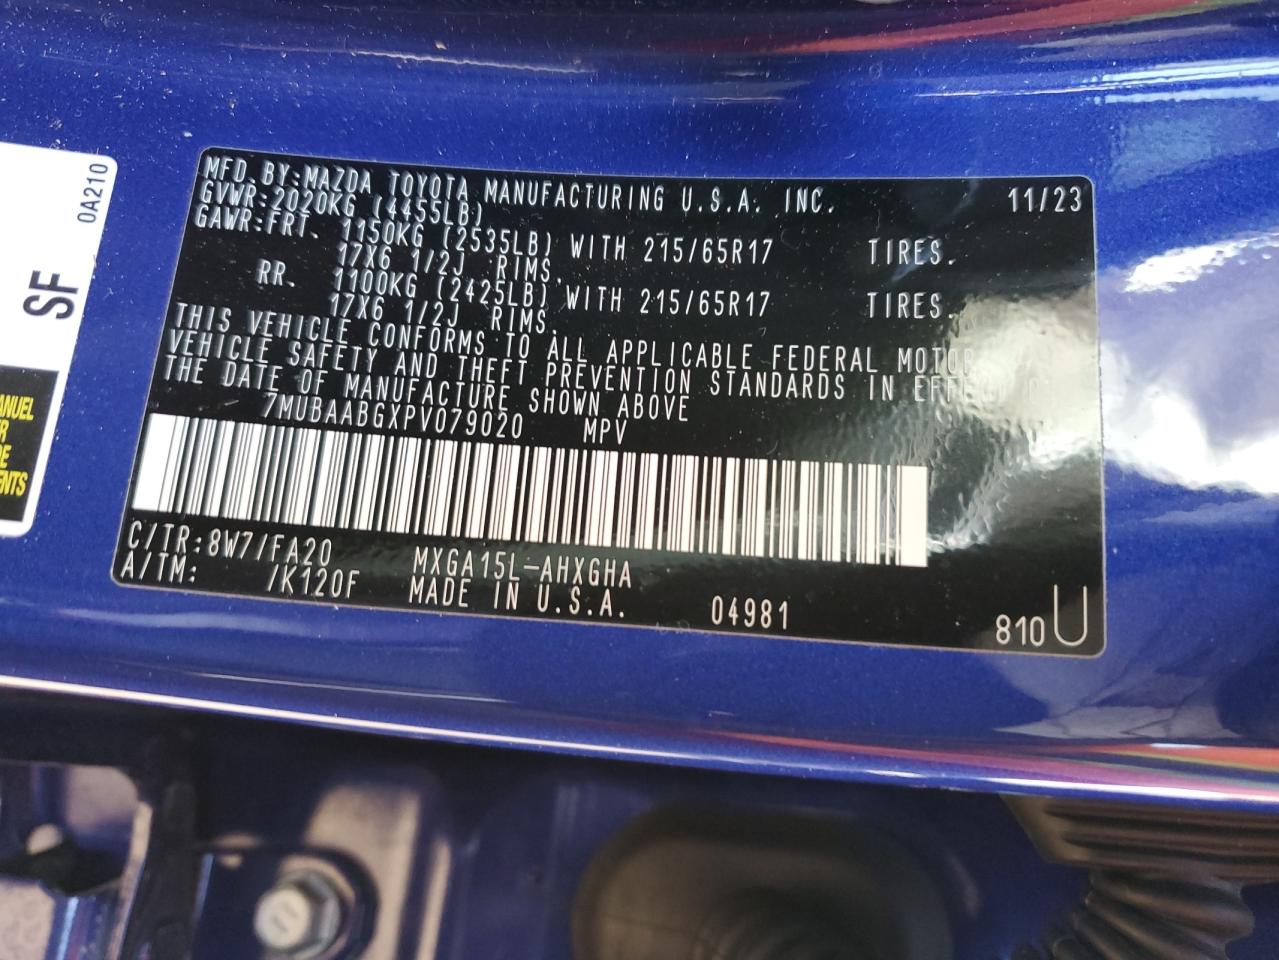 MFD BY:MAZDA TOYOTA MANUFACTURING U.S.A. INC. 11/23
GVWR:2020KG (4455LB)
GAWR:FRT. 1150KG (2535LB) WITH 215/65R17 TIRES.
17X6 1/2J RIMS.
RR. 1100KG (2425LB) WITH 215/65R17 TIRES.
17X6 1/2J RIMS.
THIS VEHICLE CONFORMS TO ALL APPLICABLE FEDERAL MOTOR
VEHICLE SAFETY AND THEFT PREVENTION STANDARDS IN EFFECT
THE DATE OF MANUFACTURE SHOWN ABOVE
7MUBAABGXPV079020 MPV
C/TR:8W7/FA20 MXGA15L-AHXGHA
A/TM: /K120F MADE IN U.S.A. 04981 810U
0A210
SF